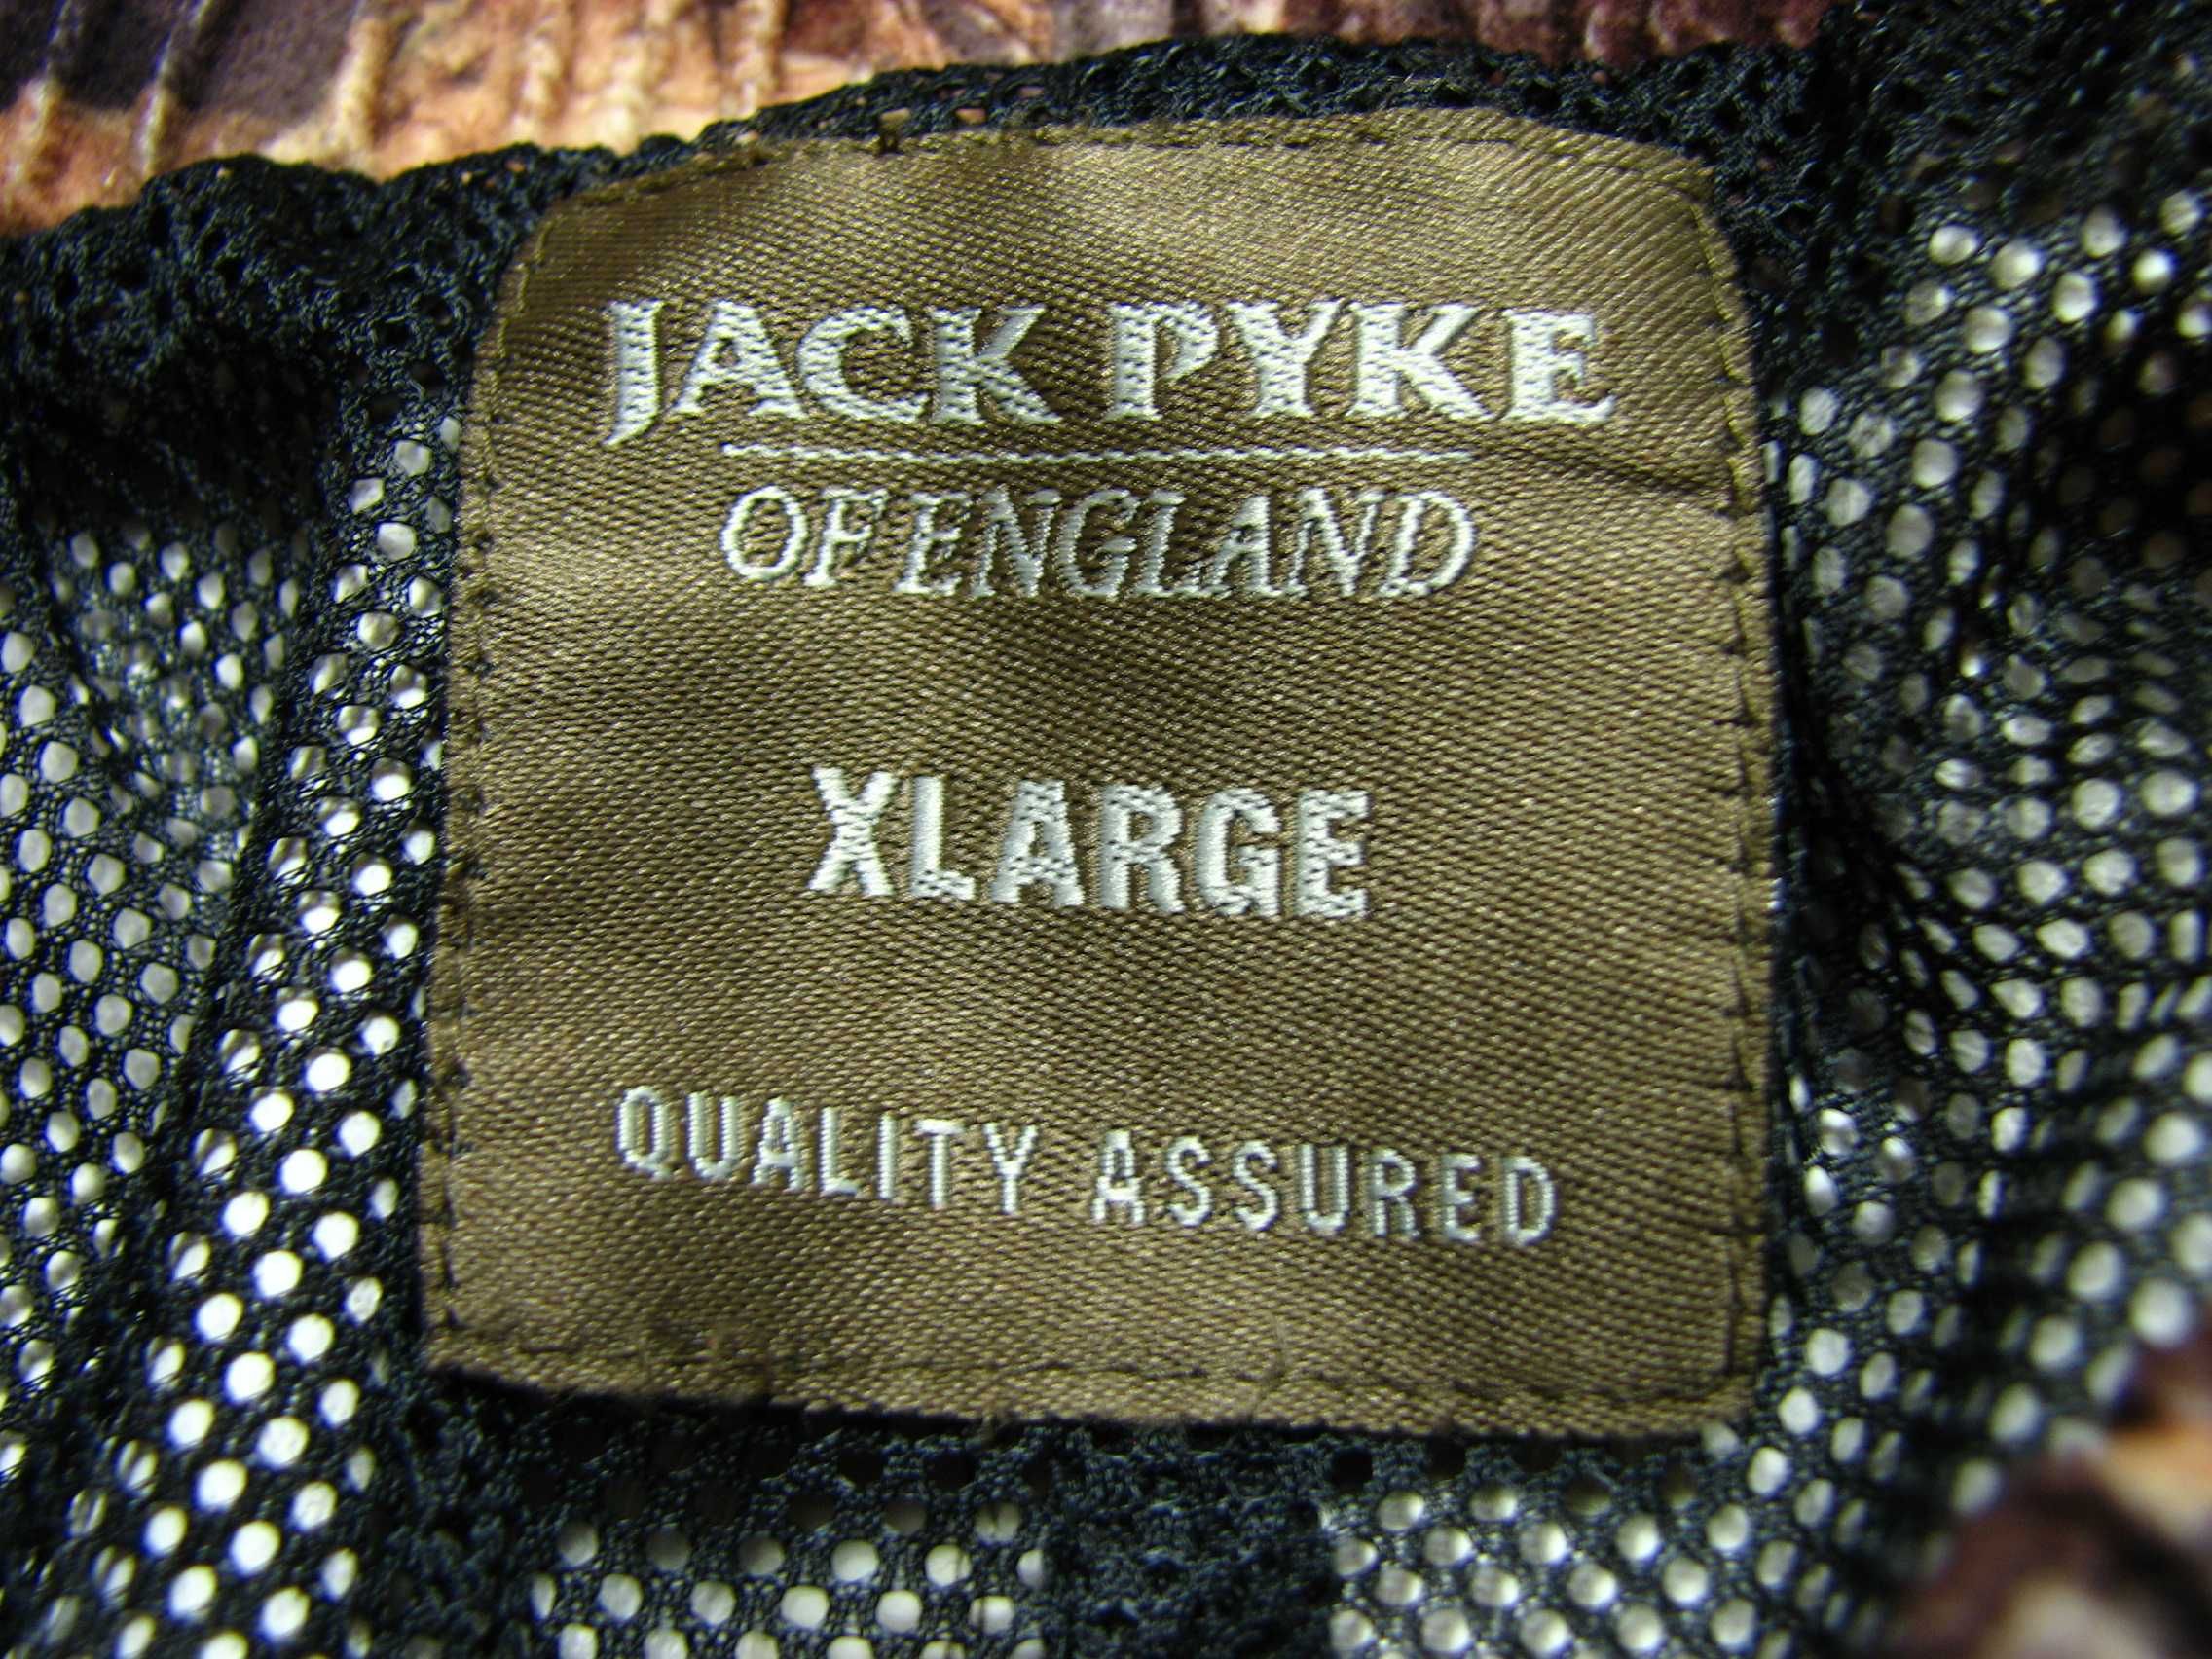 JACK PYKE
OF ENGLAND
XLARGE
QUALITY ASSURED